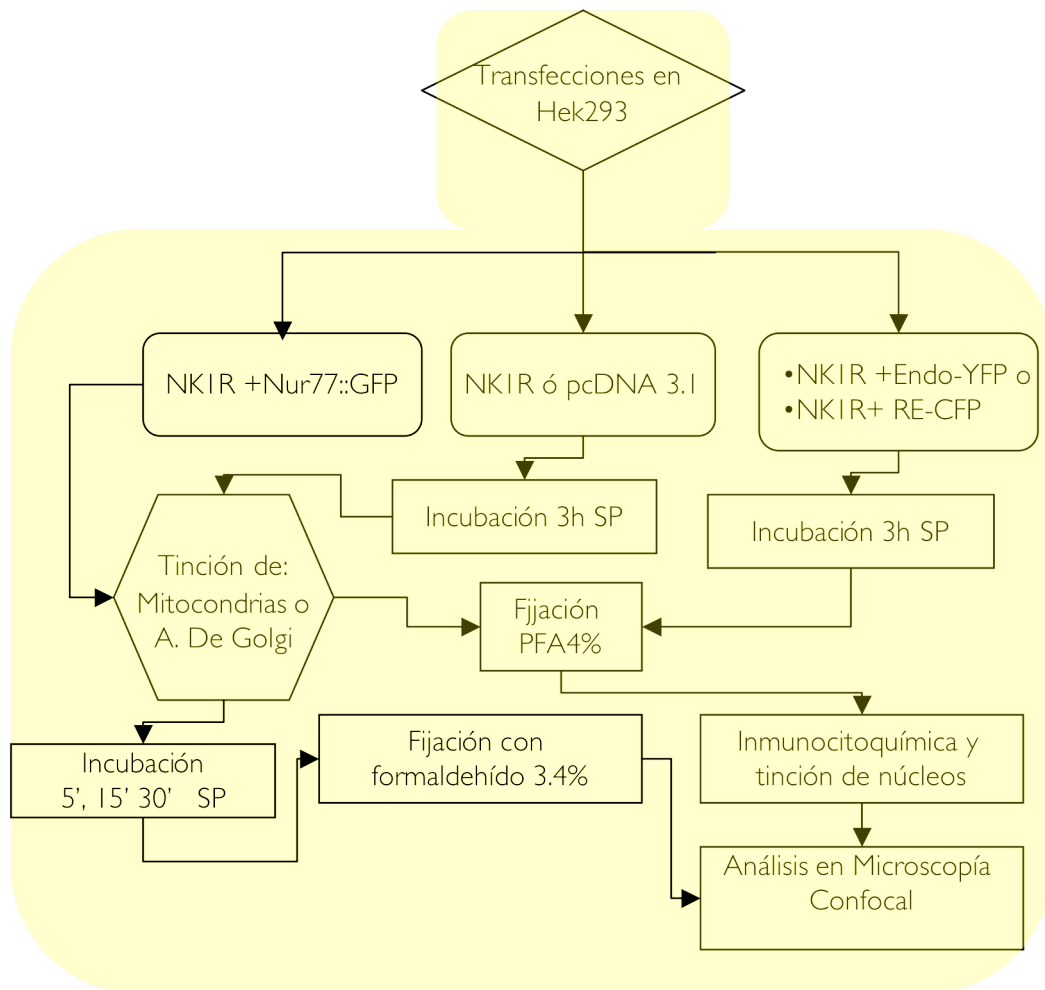 Transfecciones en
Hek293
NK1R +Nur77::GFP
NK1R ó pcDNA 3.1
•NK1R +Endo-YFP o
•NK1R+ RE-CFP
Incubación 3h SP
Incubación 3h SP
Tinción de:
Mitocondrias o
A. De Golgi
Fjjación
PFA4%
Incubación
5’, 15’ 30’ SP
Fijación con
formaldehído 3.4%
Inmunocitoquímica y
tinción de núcleos
Análisis en Microscopía
Confocal